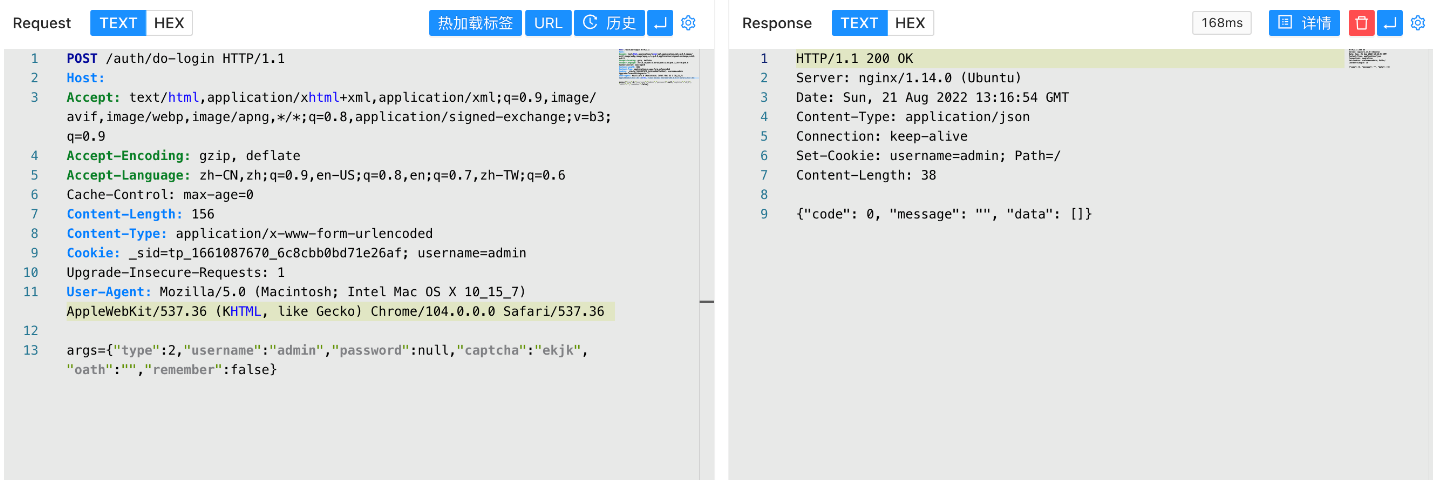 Request TEXT HEX 热加载标签 URL 历史
1 POST /auth/do-login HTTP/1.1
2 Host:
3 Accept: text/html,application/xhtml+xml,application/xml;q=0.9,image/
avif,image/webp,image/apng,*/*;q=0.8,application/signed-exchange;v=b3;
q=0.9
4 Accept-Encoding: gzip, deflate
5 Accept-Language: zh-CN,zh;q=0.9,en-US;q=0.8,en;q=0.7,zh-TW;q=0.6
6 Cache-Control: max-age=0
7 Content-Length: 156
8 Content-Type: application/x-www-form-urlencoded
9 Cookie: _sid=tp_1661087670_6c8cbb0bd71e26af; username=admin
10 Upgrade-Insecure-Requests: 1
11 User-Agent: Mozilla/5.0 (Macintosh; Intel Mac OS X 10_15_7)
AppleWebKit/537.36 (KHTML, like Gecko) Chrome/104.0.0.0 Safari/537.36
12
13 args={"type":2,"username":"admin","password":null,"captcha":"ekjk",
"oath":"","remember":false}
Response TEXT HEX 168ms 详情
1 HTTP/1.1 200 OK
2 Server: nginx/1.14.0 (Ubuntu)
3 Date: Sun, 21 Aug 2022 13:16:54 GMT
4 Content-Type: application/json
5 Connection: keep-alive
6 Set-Cookie: username=admin; Path=/
7 Content-Length: 38
8
9 {"code": 0, "message": "", "data": []}